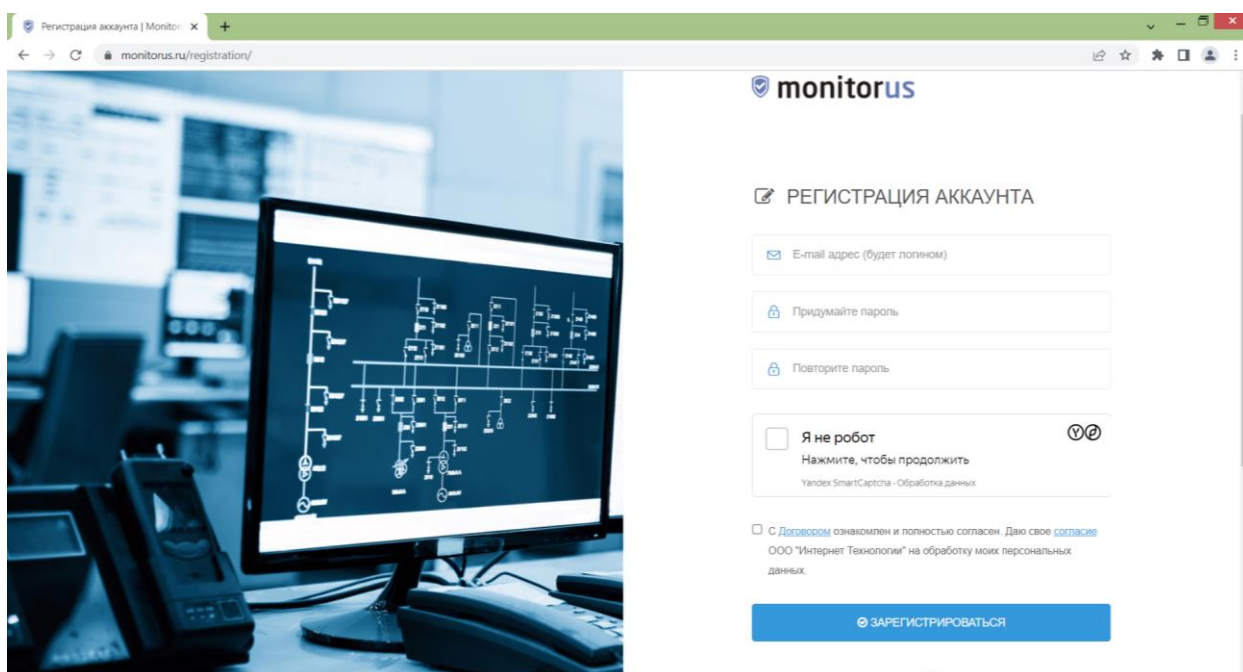 Регистрация аккаунта | Monitor
monitorus.ru/registration/
monitorus
РЕГИСТРАЦИЯ АККАУНТА
E-mail адрес (будет логином)
Придумайте пароль
Повторите пароль
Я не робот
Нажмите, чтобы продолжить
Yandex SmartCaptcha - Обработка данных
С Договором ознакомлен и полностью согласен. Даю свое согласие
ООО "Интернет Технологии" на обработку моих персональных
данных.
ЗАРЕГИСТРИРОВАТЬСЯ